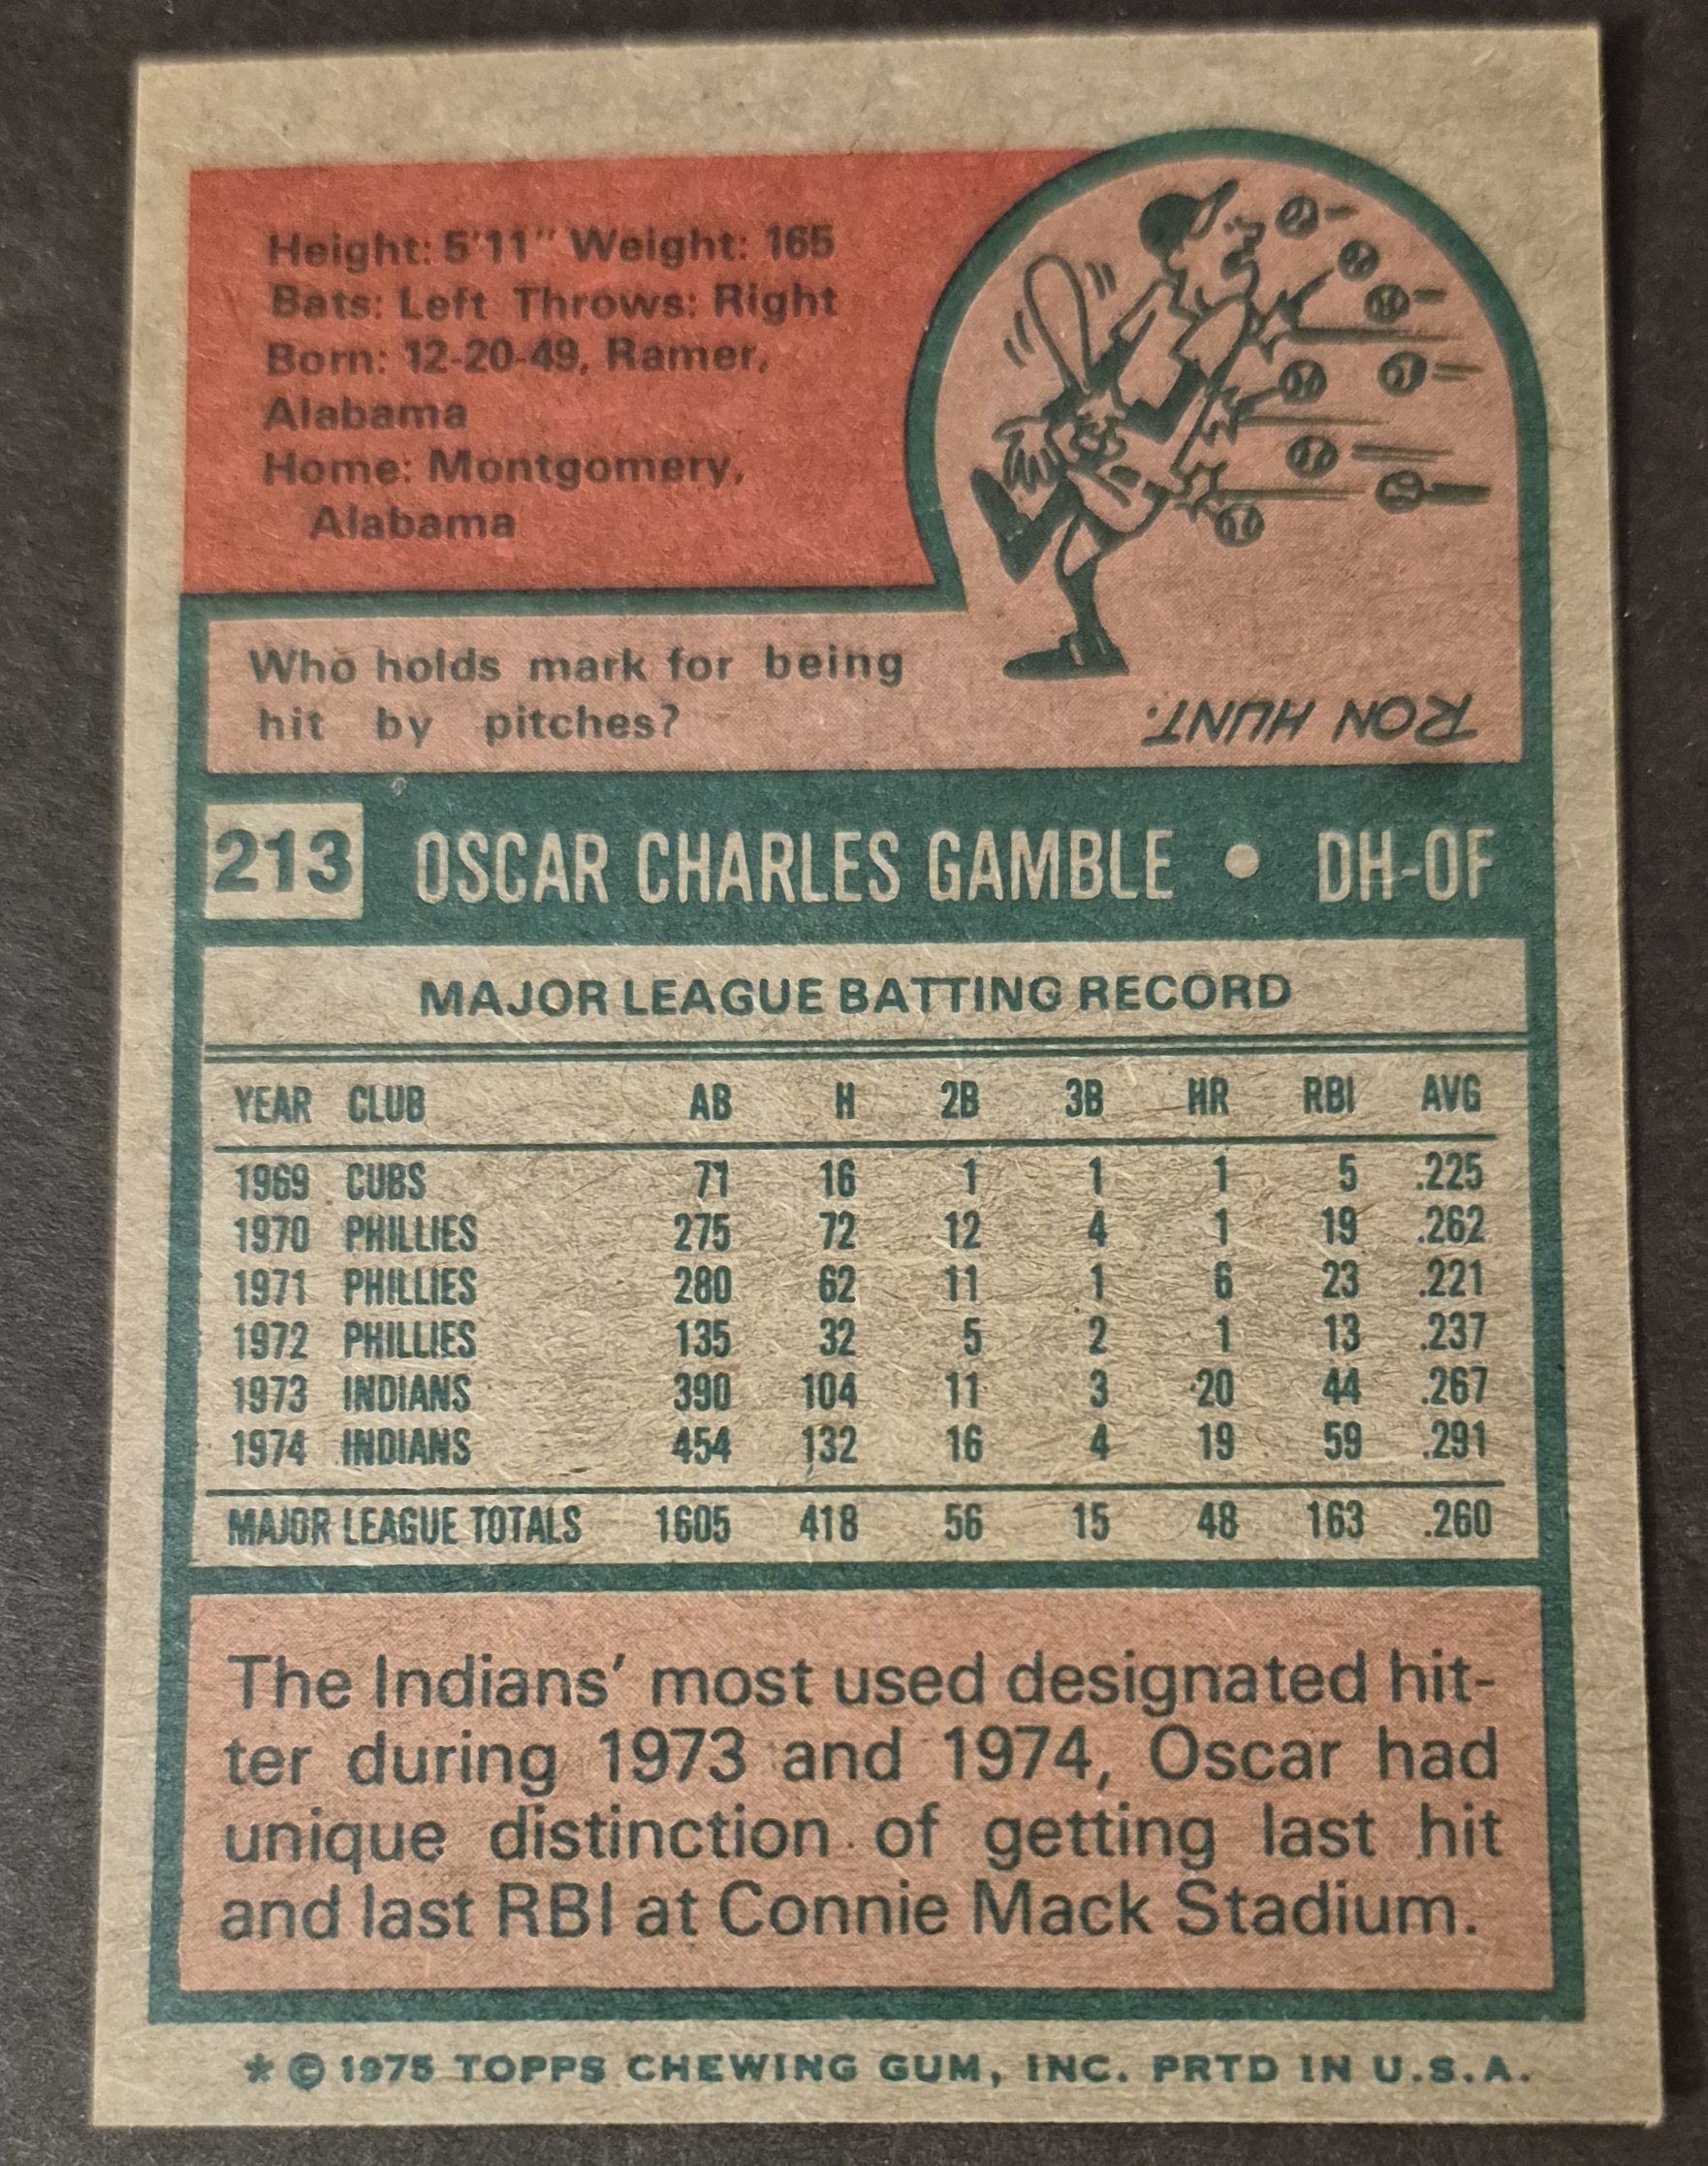 Height: 5'11" Weight: 165
Bats: Left Throws: Right
Born: 12-20-49, Ramer,
Alabama
Home: Montgomery,
Alabama
Who holds mark for being
hit by pitches?
RON HUNT.
213 OSCAR CHARLES GAMBLE • DH-OF
MAJOR LEAGUE BATTING RECORD
YEAR CLUB AB H 2B 3B HR RBI AVG
1969 CUBS 71 16 1 1 1 5 .225
1970 PHILLIES 275 72 12 4 1 19 .262
1971 PHILLIES 280 62 11 1 6 23 .221
1972 PHILLIES 135 32 5 2 1 13 .237
1973 INDIANS 390 104 11 3 20 44 .267
1974 INDIANS 454 132 16 4 19 59 .291
MAJOR LEAGUE TOTALS 1605 418 56 15 48 163 .260
The Indians' most used designated hit-
ter during 1973 and 1974, Oscar had
unique distinction of getting last hit
and last RBI at Connie Mack Stadium.
* © 1975 TOPPS CHEWING GUM, INC. PRTD IN U.S.A.